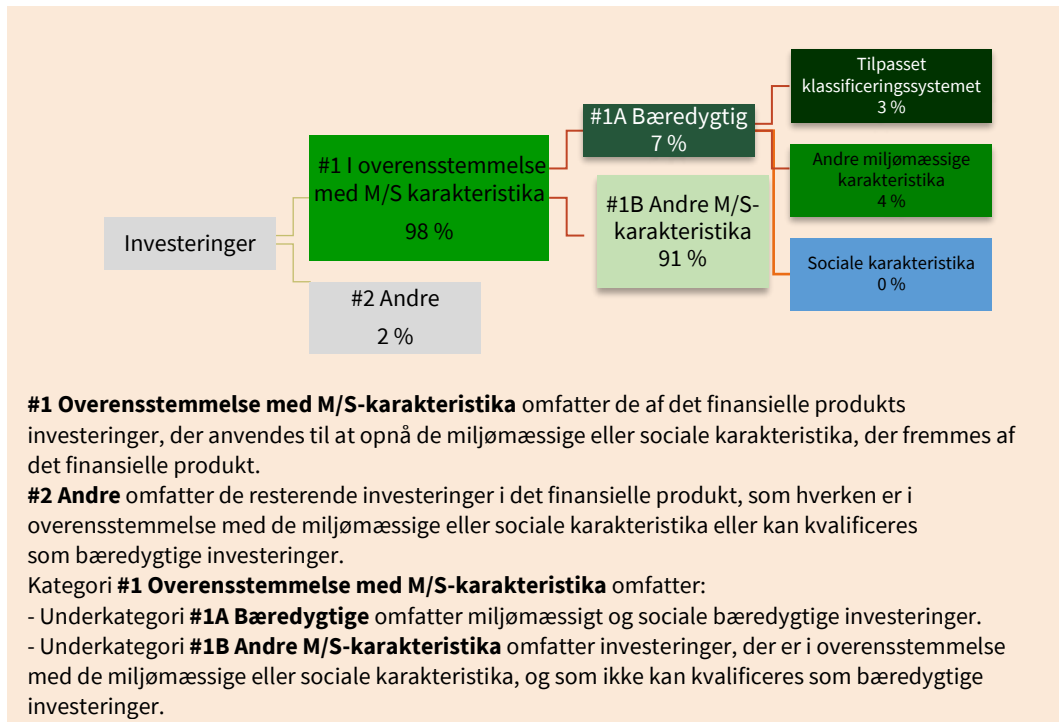 Investeringer
#1 I overensstemmelse
med M/S karakteristika
98 %
#2 Andre
2 %
#1A Bæredygtig
7 %
#1B Andre M/S-
karakteristika
91 %
Tilpasset
klassificeringssystemet
3 %
Andre miljømæssige
karakteristika
4 %
Sociale karakteristika
0 %
#1 Overensstemmelse med M/S-karakteristika omfatter de af det finansielle produkts
investeringer, der anvendes til at opnå de miljømæssige eller sociale karakteristika, der fremmes af
det finansielle produkt.
#2 Andre omfatter de resterende investeringer i det finansielle produkt, som hverken er i
overensstemmelse med de miljømæssige eller sociale karakteristika eller kan kvalificeres
som bæredygtige investeringer.
Kategori #1 Overensstemmelse med M/S-karakteristika omfatter:
- Underkategori #1A Bæredygtige omfatter miljømæssigt og sociale bæredygtige investeringer.
- Underkategori #1B Andre M/S-karakteristika omfatter investeringer, der er i overensstemmelse
med de miljømæssige eller sociale karakteristika, og som ikke kan kvalificeres som bæredygtige
investeringer.